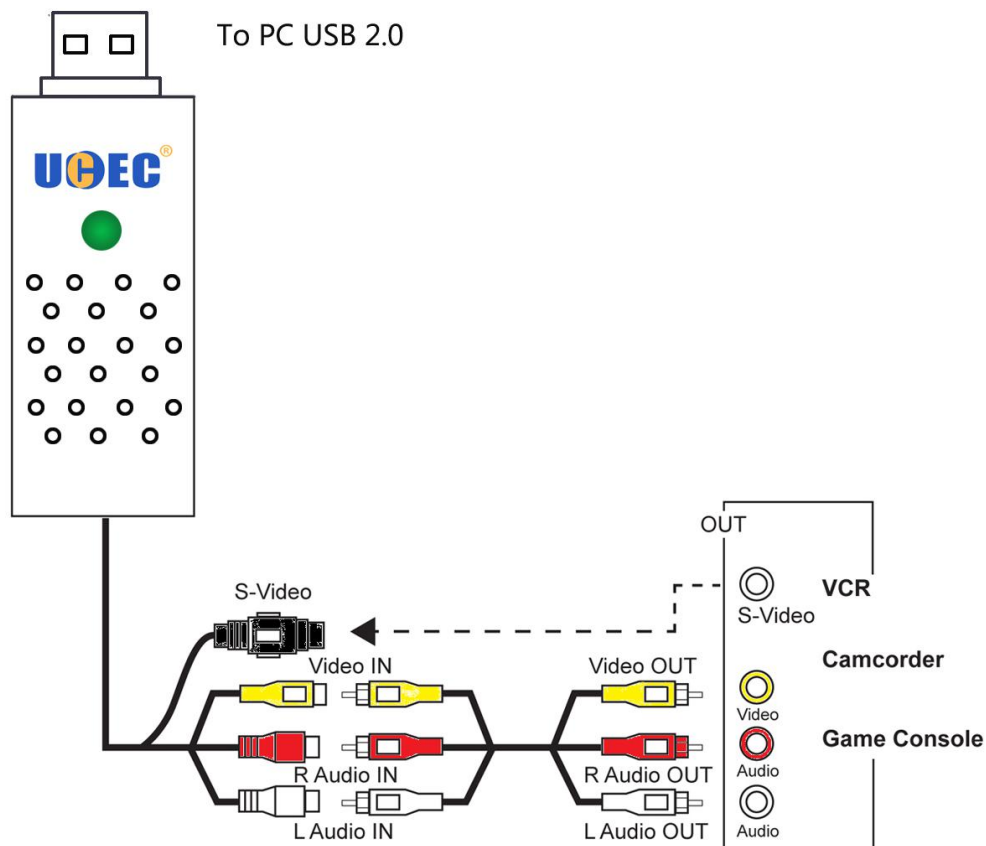 To PC USB 2.0
UCEC®
OUT
S-Video
VCR
S-Video
Video IN
Video OUT
Camcorder
Video
Game Console
R Audio IN
R Audio OUT
Audio
L Audio IN
L Audio OUT
Audio